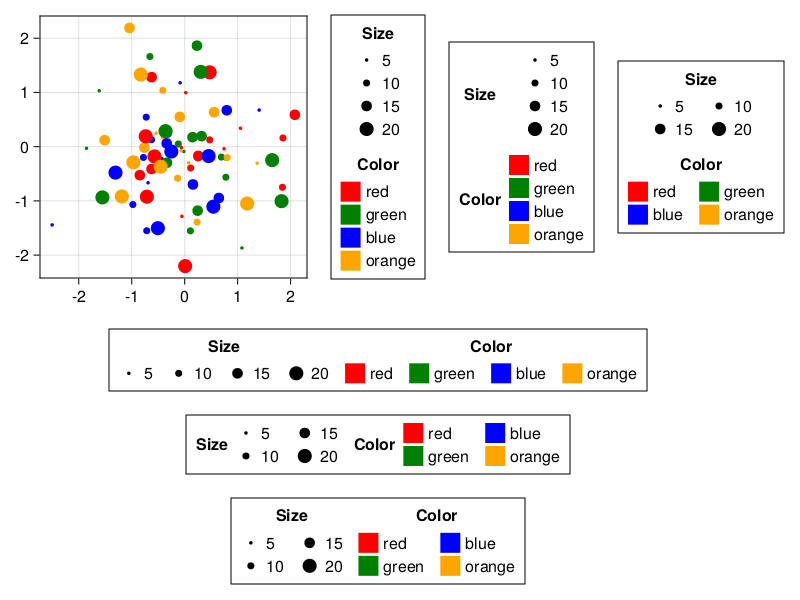 2
1
0
-1
-2
-2 -1 0 1 2
Size
5
10
15
20
Color
red
green
blue
orange
Size
5
10
15
20
Color
red
green
blue
orange
Size
5 10
15 20
Color
red green
blue orange
Size Color
5 10 15 20 red green blue orange
Size 5 15 Color red blue
10 20 green orange
Size Color
5 15 red blue
10 20 green orange